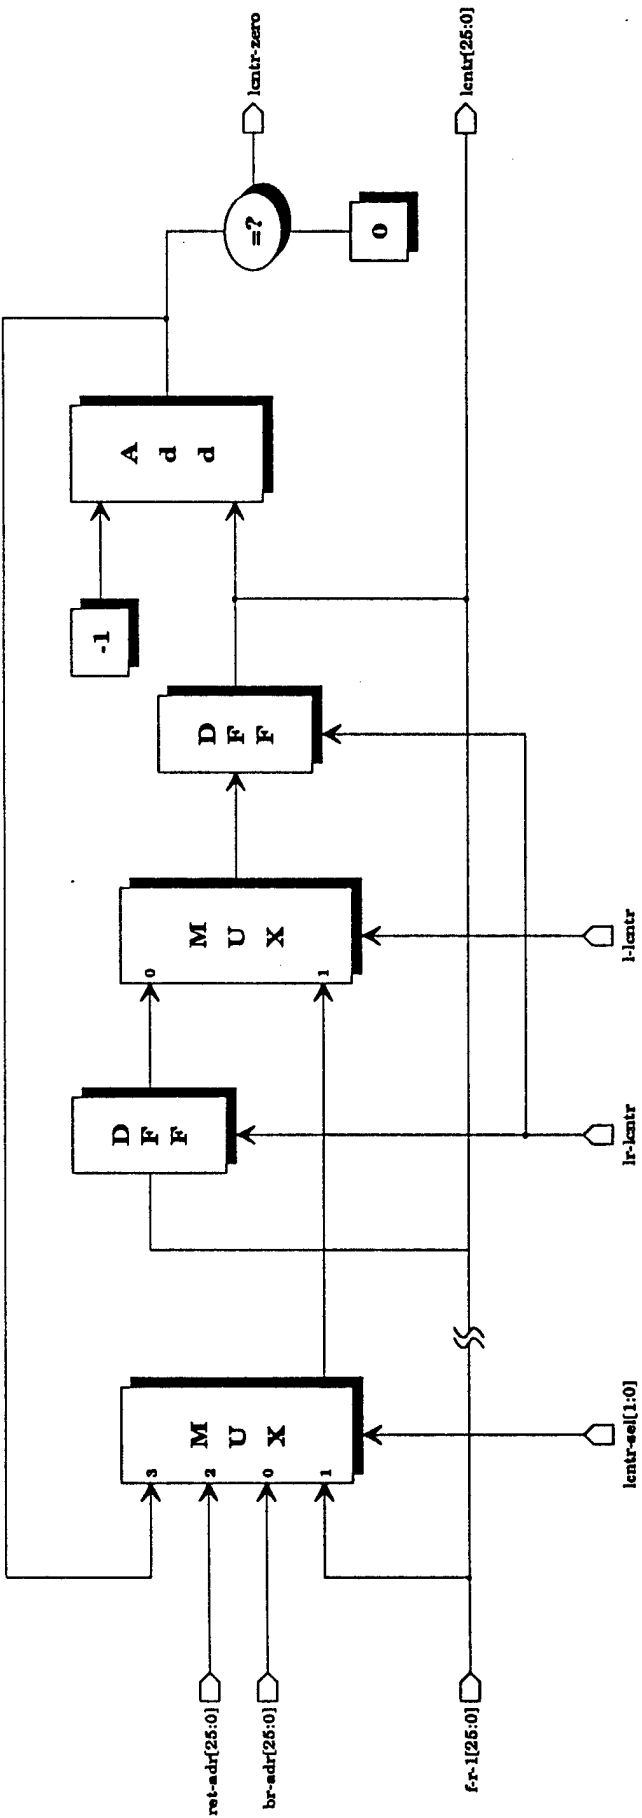 ret-adr[25:0]
br-adr[25:0]
f-r-1[25:0]
3
2
0
1
M U X
lcntr-sel[1:0]
D F F
lr-lcntr
0
1
M U X
l-lcntr
D F F
-1
A d d
=?
0
lcntr-zero
lcntr[25:0]